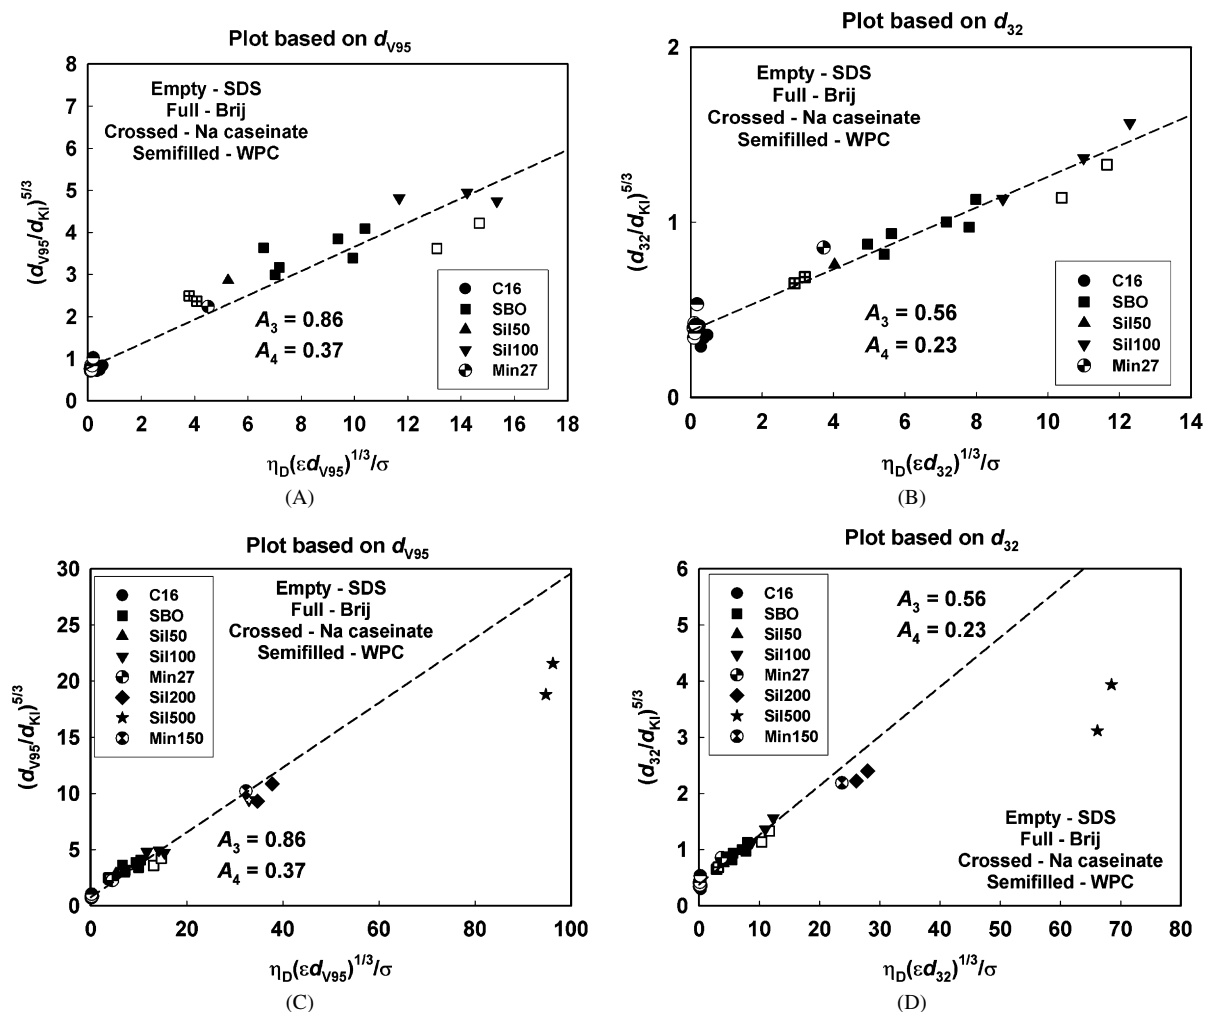 (A)
Plot based on dV95
8
7
6
5
4
3
2
1
0
0 2 4 6 8 10 12 14 16 18
(dV95/dKI)5/3
ηD(εdV95)1/3/σ
Empty - SDS
Full - Brij
Crossed - Na caseinate
Semifilled - WPC
A3 = 0.86
A4 = 0.37
C16
SBO
Sil50
Sil100
Min27
(A)
(B)
Plot based on d32
2
1
0
0 2 4 6 8 10 12 14
(d32/dKI)5/3
ηD(εd32)1/3/σ
Empty - SDS
Full - Brij
Crossed - Na caseinate
Semifilled - WPC
A3 = 0.56
A4 = 0.23
C16
SBO
Sil50
Sil100
Min27
(B)
Plot based on dV95
30
25
20
15
10
5
0
0 20 40 60 80 100
(dV95/dKI)5/3
ηD(εdV95)1/3/σ
C16
SBO
Sil50
Sil100
Min27
Sil200
Sil500
Min150
Empty - SDS
Full - Brij
Crossed - Na caseinate
Semifilled - WPC
A3 = 0.86
A4 = 0.37
(C)
Plot based on d32
6
5
4
3
2
1
0
0 10 20 30 40 50 60 70 80
(d32/dKI)5/3
ηD(εd32)1/3/σ
C16
SBO
Sil50
Sil100
Min27
Sil200
Sil500
Min150
A3 = 0.56
A4 = 0.23
Empty - SDS
Full - Brij
Crossed - Na caseinate
Semifilled - WPC
(D)